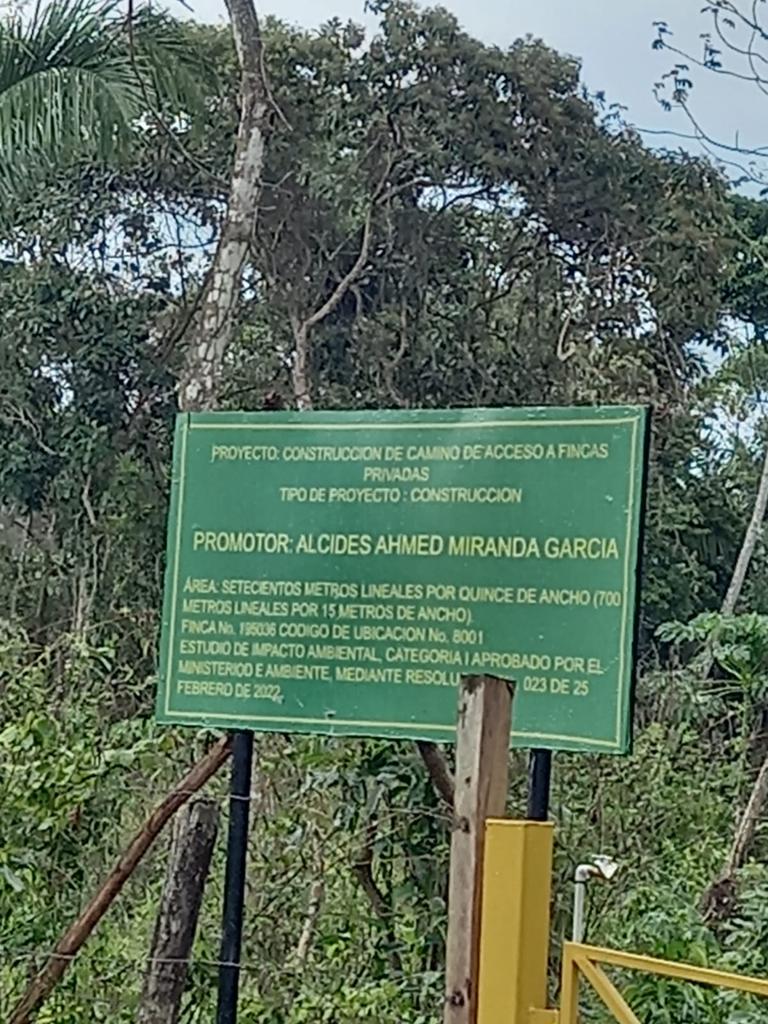 PROYECTO: CONSTRUCCION DE CAMINO DE ACCESO A FINCAS
PRIVADAS
TIPO DE PROYECTO : CONSTRUCCION
PROMOTOR: ALCIDES AHMED MIRANDA GARCIA
ÁREA: SETECIENTOS METROS LINEALES POR QUINCE DE ANCHO (700
METROS LINEALES POR 15 METROS DE ANCHO)
FINCA No. 195036 CODIGO DE UBICACION No. 8001
ESTUDIO DE IMPACTO AMBIENTAL, CATEGORIA I APROBADO POR EL
MINISTERIO E AMBIENTE, MEDIANTE 023 DE 25
FEBRERO DE 2022